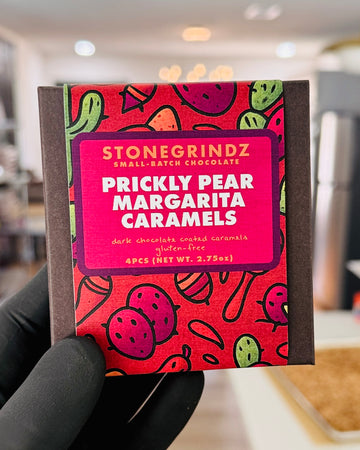 STONEGRINDZ
SMALL-BATCH CHOCOLATE
PRICKLY PEAR
MARGARITA
CARAMELS
dark chocolate coated caramels
gluten-free
4PCS (NET WT. 2.75oz)